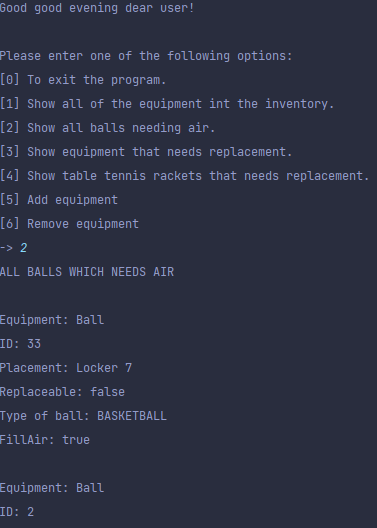 Good good evening dear user!
Please enter one of the following options:
[0] To exit the program.
[1] Show all of the equipment int the inventory.
[2] Show all balls needing air.
[3] Show equipment that needs replacement.
[4] Show table tennis rackets that needs replacement.
[5] Add equipment
[6] Remove equipment
-> 2
ALL BALLS WHICH NEEDS AIR
Equipment: Ball
ID: 33
Placement: Locker 7
Replaceable: false
Type of ball: BASKETBALL
FillAir: true
Equipment: Ball
ID: 2